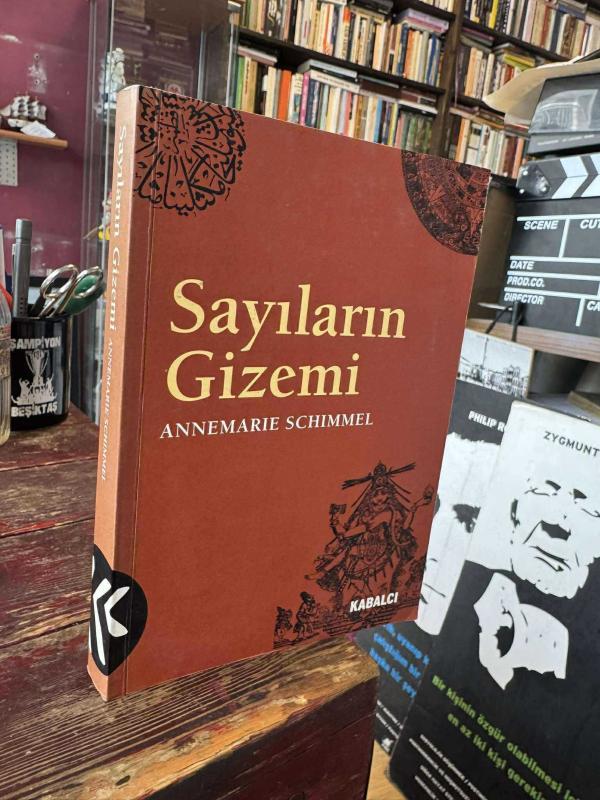 Sayıların
Gizemi
ANNEMARIE SCHIMMEL
KABALCI
Sayıların Gizemi ANNEMARIE SCHIMMEL
ŞAMPİYON
BEŞİKTAŞ
SCENE
DATE
PROD.CO.
DIRECTOR
PHILIP
ZYGMUNT
Bir kişinin özgür olabilmesi
en az iki kişi